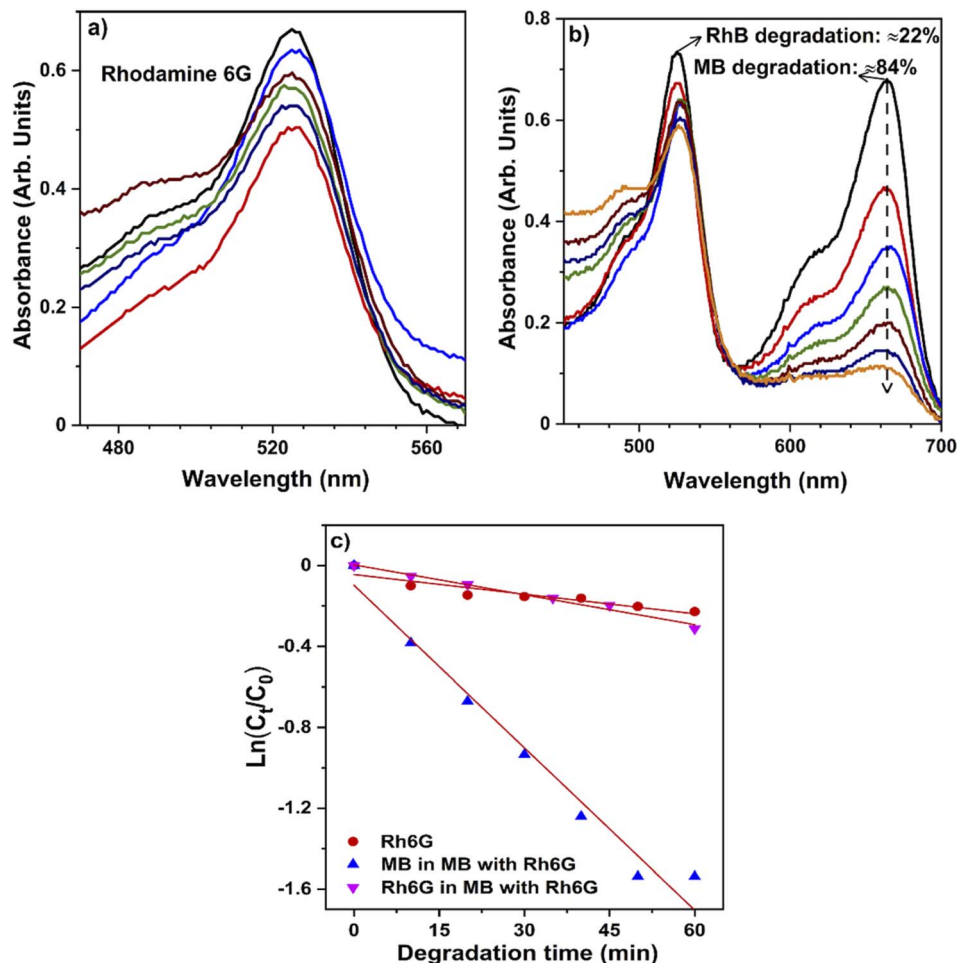 a)
Rhodamine 6G
0.6
0.4
0.2
0
Absorbance (Arb. Units)
480
520
560
Wavelength (nm)
b)
RhB degradation: ≈22%
MB degradation: ≈84%
0.8
0.6
0.4
0.2
0
Absorbance (Arb. Units)
500
600
700
Wavelength (nm)
c)
0
-0.4
-0.8
-1.2
-1.6
Ln(Ct/C0)
Rh6G
MB in MB with Rh6G
Rh6G in MB with Rh6G
0
15
30
45
60
Degradation time (min)